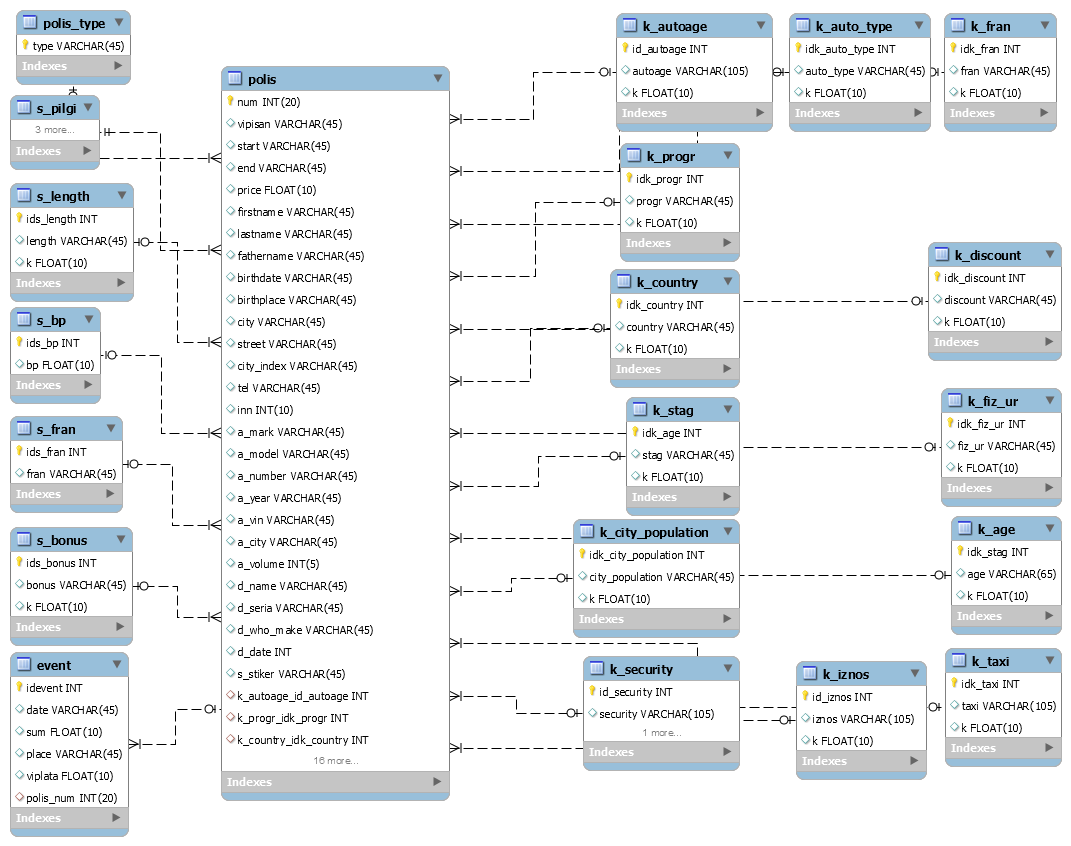 polis_type
type VARCHAR(45)
Indexes
s_pilgi
3 more...
Indexes
s_length
ids_length INT
length VARCHAR(45)
k FLOAT(10)
Indexes
s_bp
ids_bp INT
bp FLOAT(10)
Indexes
s_fran
ids_fran INT
fran VARCHAR(45)
Indexes
s_bonus
ids_bonus INT
bonus VARCHAR(45)
k FLOAT(10)
Indexes
event
idevent INT
date VARCHAR(45)
sum FLOAT(10)
place VARCHAR(45)
viplata FLOAT(10)
polis_num INT(20)
Indexes
polis
num INT(20)
vipisan VARCHAR(45)
start VARCHAR(45)
end VARCHAR(45)
price FLOAT(10)
firstname VARCHAR(45)
lastname VARCHAR(45)
fathername VARCHAR(45)
birthdate VARCHAR(45)
birthplace VARCHAR(45)
city VARCHAR(45)
street VARCHAR(45)
city_index VARCHAR(45)
tel VARCHAR(45)
inn INT(10)
a_mark VARCHAR(45)
a_model VARCHAR(45)
a_number VARCHAR(45)
a_year VARCHAR(45)
a_vin VARCHAR(45)
a_city VARCHAR(45)
a_volume INT(5)
d_name VARCHAR(45)
d_seria VARCHAR(45)
d_who_make VARCHAR(45)
d_date INT
s_stiker VARCHAR(45)
k_autoage_id_autoage INT
k_progr_idk_progr INT
k_country_idk_country INT
16 more...
Indexes
k_autoage
id_autoage INT
autoage VARCHAR(105)
k FLOAT(10)
Indexes
k_auto_type
idk_auto_type INT
auto_type VARCHAR(45)
k FLOAT(10)
Indexes
k_fran
idk_fran INT
fran VARCHAR(45)
k FLOAT(10)
Indexes
k_progr
idk_progr INT
progr VARCHAR(45)
k FLOAT(10)
Indexes
k_country
idk_country INT
country VARCHAR(45)
k FLOAT(10)
Indexes
k_discount
idk_discount INT
discount VARCHAR(45)
k FLOAT(10)
Indexes
k_stag
idk_age INT
stag VARCHAR(45)
k FLOAT(10)
Indexes
k_fiz_ur
idk_fiz_ur INT
fiz_ur VARCHAR(45)
k FLOAT(10)
Indexes
k_city_population
idk_city_population INT
city_population VARCHAR(45)
k FLOAT(10)
Indexes
k_age
idk_stag INT
age VARCHAR(65)
k FLOAT(10)
Indexes
k_security
id_security INT
security VARCHAR(105)
1 more...
Indexes
k_iznos
id_iznos INT
iznos VARCHAR(105)
k FLOAT(10)
Indexes
k_taxi
idk_taxi INT
taxi VARCHAR(105)
k FLOAT(10)
Indexes